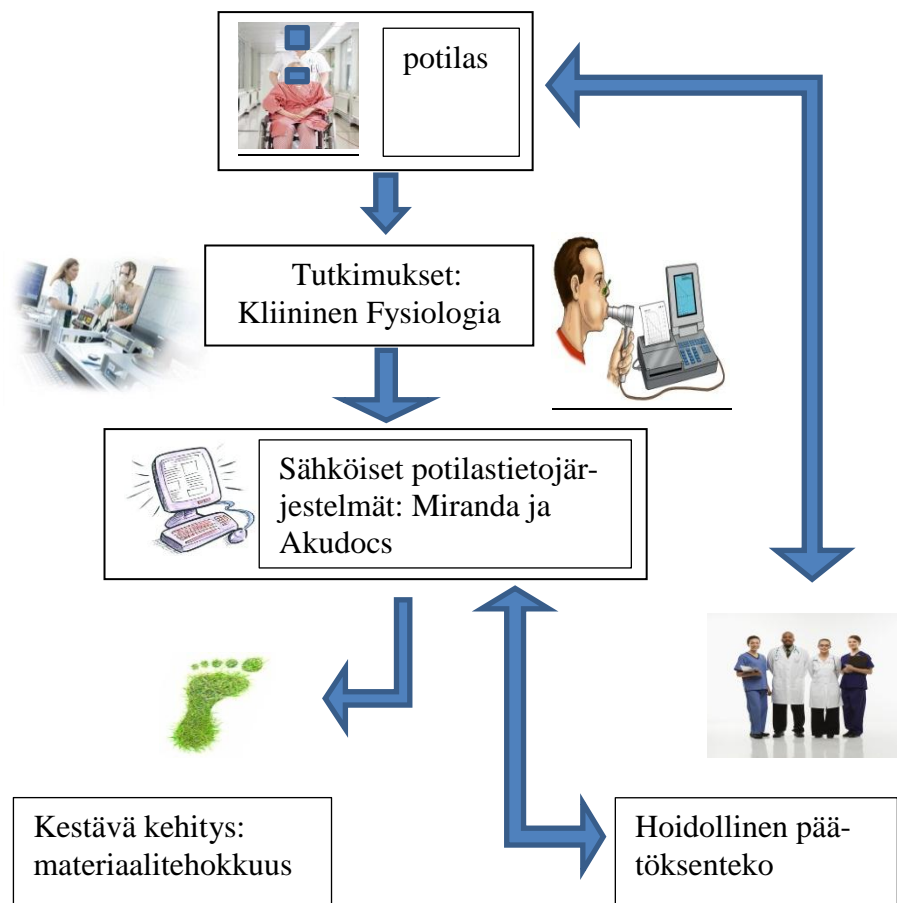 potilas
Tutkimukset:
Kliininen Fysiologia
Sähköiset potilastietojär-
jestelmät: Miranda ja
Akudocs
Kestävä kehitys:
materiaalitehokkuus
Hoidollinen pää-
töksenteko